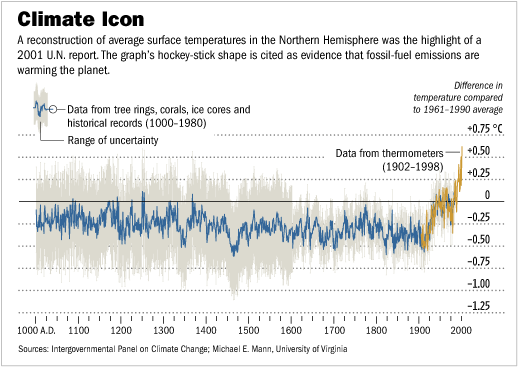 Climate Icon
A reconstruction of average surface temperatures in the Northern Hemisphere was the highlight of a
2001 U.N. report. The graph's hockey-stick shape is cited as evidence that fossil-fuel emissions are
warming the planet.
Difference in
temperature compared
to 1961–1990 average
Data from tree rings, corals, ice cores and
historical records (1000–1980)
Range of uncertainty
Data from thermometers
(1902–1998)
+0.75 °C
+0.50
+0.25
0
−0.25
−0.50
−0.75
−1.00
−1.25
1000 A.D. 1100 1200 1300 1400 1500 1600 1700 1800 1900 2000
Sources: Intergovernmental Panel on Climate Change; Michael E. Mann, University of Virginia